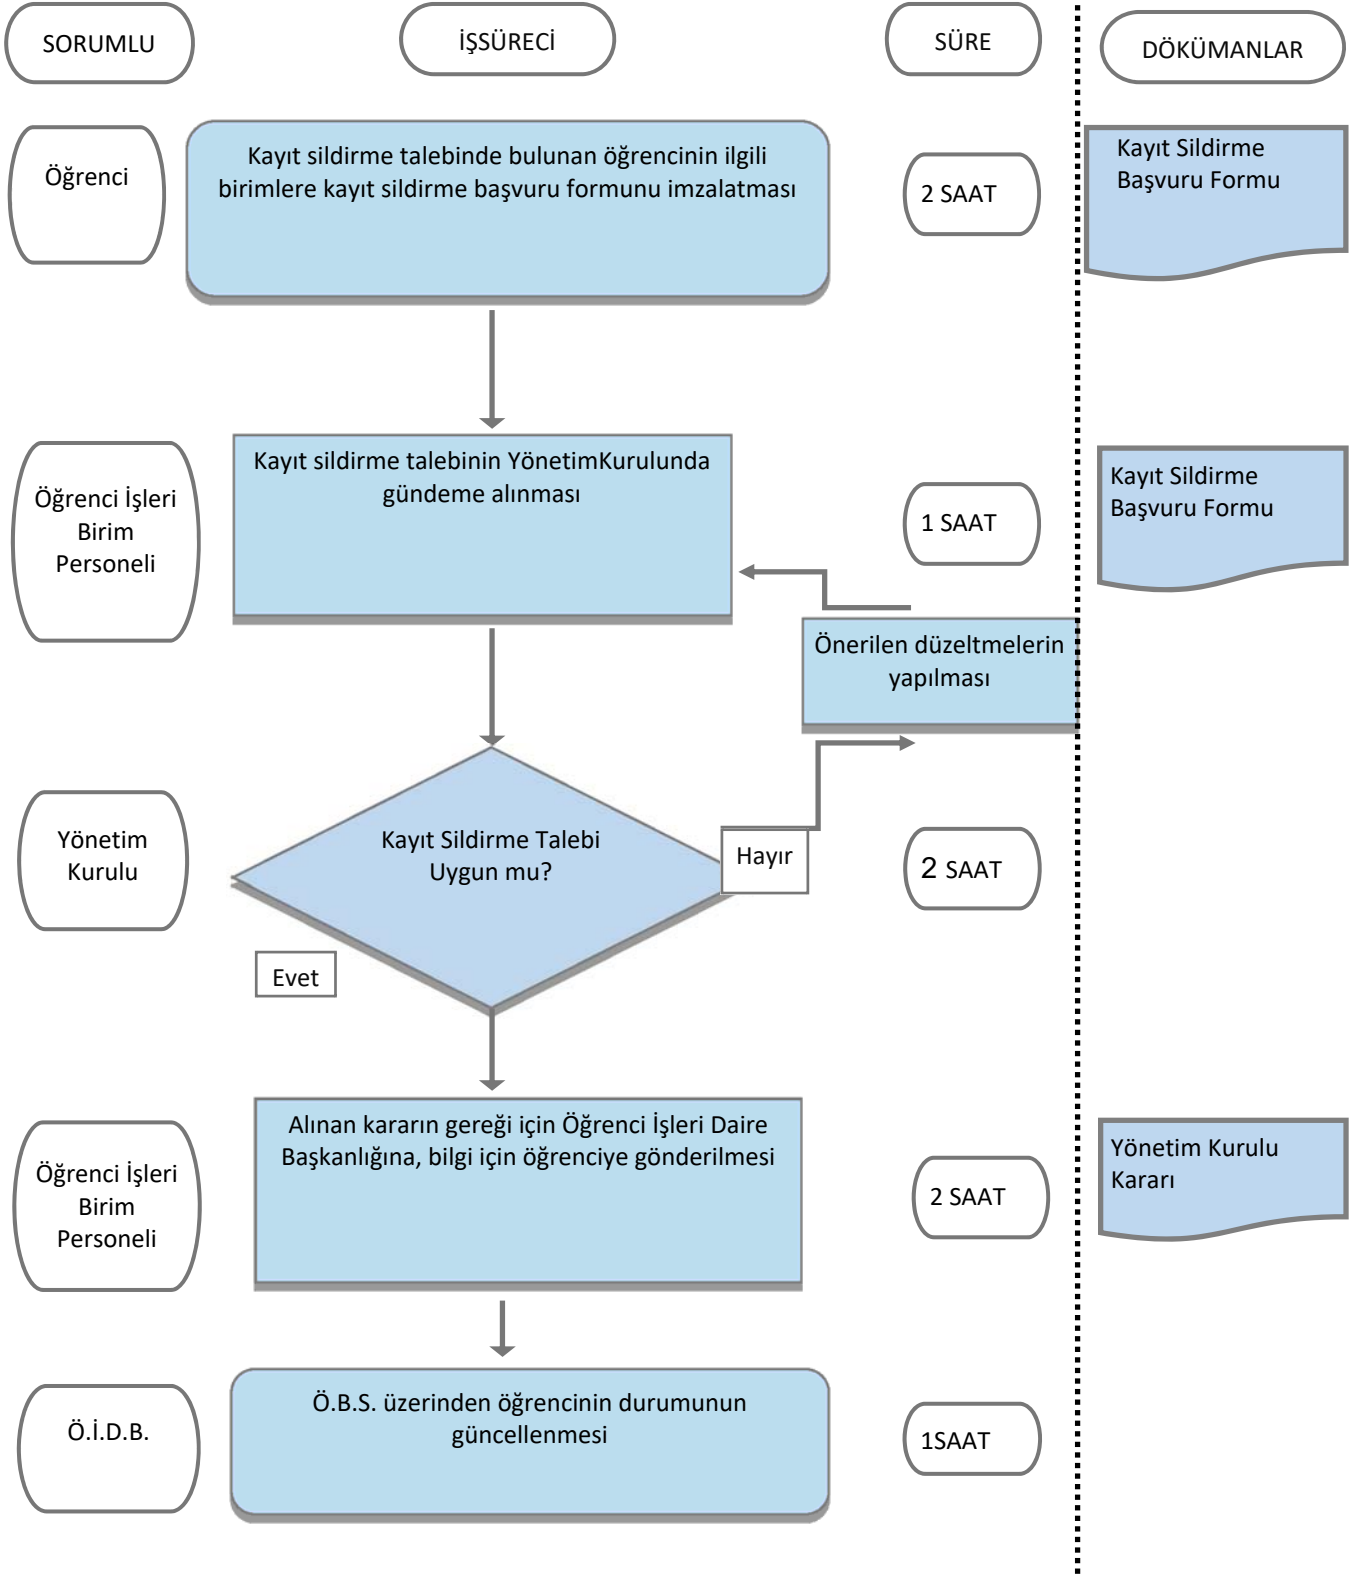 SORUMLU
İŞSÜRECİ
SÜRE
DÖKÜMANLAR
Öğrenci
Kayıt sildirme talebinde bulunan öğrencinin ilgili
birimlere kayıt sildirme başvuru formunu imzalatması
2 SAAT
Kayıt Sildirme
Başvuru Formu
Öğrenci İşleri
Birim
Personeli
Kayıt sildirme talebinin YönetimKurulunda
gündeme alınması
1 SAAT
Kayıt Sildirme
Başvuru Formu
Önerilen düzeltmelerin
yapılması
Yönetim
Kurulu
Kayıt Sildirme Talebi
Uygun mu?
Hayır
2 SAAT
Evet
Öğrenci İşleri
Birim
Personeli
Alınan kararın gereği için Öğrenci İşleri Daire
Başkanlığına, bilgi için öğrenciye gönderilmesi
2 SAAT
Yönetim Kurulu
Kararı
Ö.İ.D.B.
Ö.B.S. üzerinden öğrencinin durumunun
güncellenmesi
1SAAT